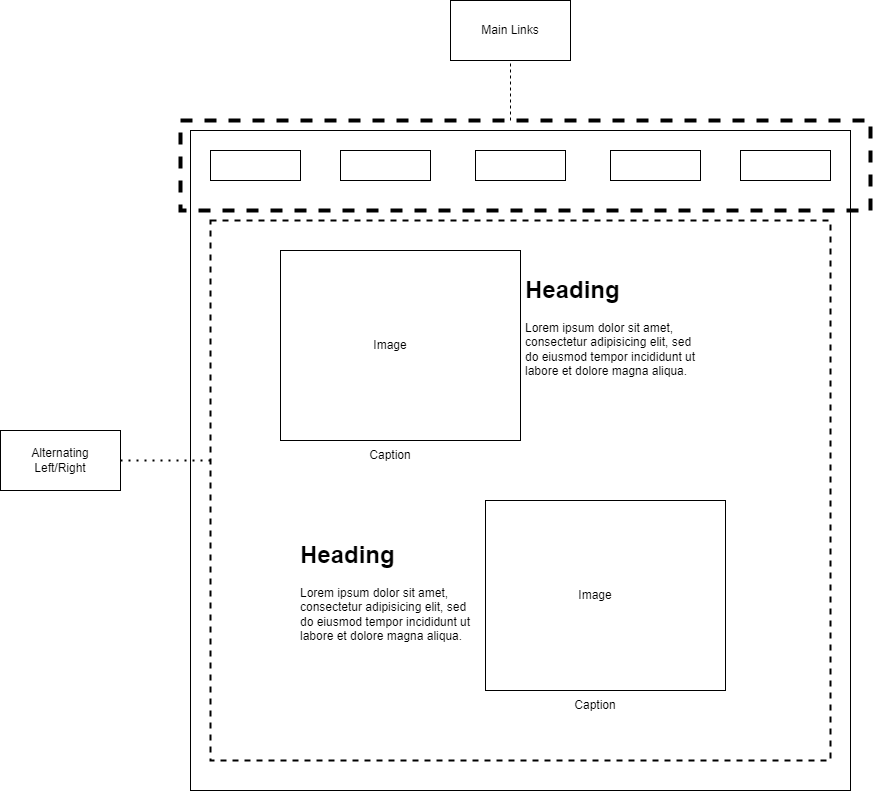 Main Links
Heading
Lorem ipsum dolor sit amet,
consectetur adipisicing elit, sed
do eiusmod tempor incididunt ut
labore et dolore magna aliqua.
Image
Caption
Alternating
Left/Right
Heading
Lorem ipsum dolor sit amet,
consectetur adipisicing elit, sed
do eiusmod tempor incididunt ut
labore et dolore magna aliqua.
Image
Caption